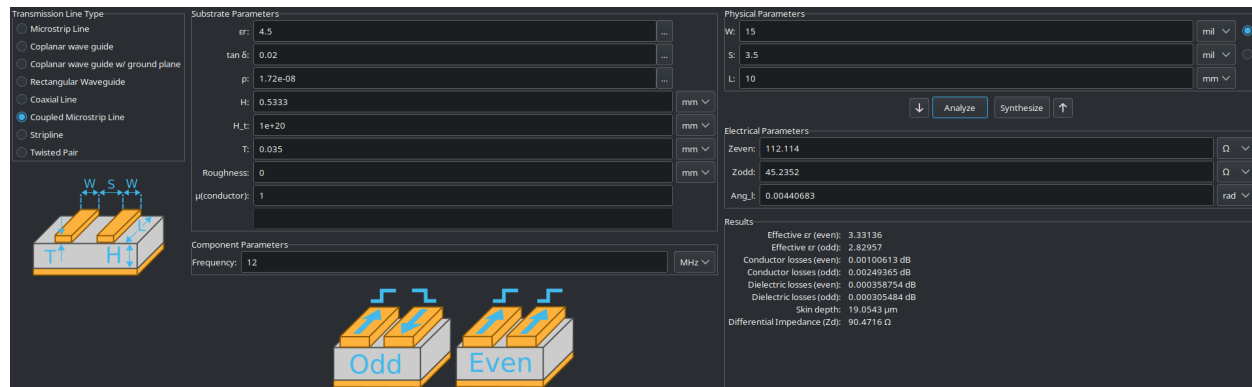 Transmission Line Type
Microstrip Line
Coplanar wave guide
Coplanar wave guide w/ ground plane
Rectangular Waveguide
Coaxial Line
Coupled Microstrip Line
Stripline
Twisted Pair
W S W
L
T H
Substrate Parameters
εr: 4.5 ...
tan δ: 0.02 ...
ρ: 1.72e-08 ...
H: 0.5333 mm
H_t: 1e+20 mm
T: 0.035 mm
Roughness: 0 mm
μ(conductor): 1
Component Parameters
Frequency: 12 MHz
Odd Even
Physical Parameters
W: 15 mil
S: 3.5 mil
L: 10 mm
Analyze Synthesize
Electrical Parameters
Zeven: 112.114 Ω
Zodd: 45.2352 Ω
Ang_l: 0.00440683 rad
Results
Effective εr (even): 3.33136
Effective εr (odd): 2.82957
Conductor losses (even): 0.00100613 dB
Conductor losses (odd): 0.00249365 dB
Dielectric losses (even): 0.000358754 dB
Dielectric losses (odd): 0.000305484 dB
Skin depth: 19.0543 μm
Differential Impedance (Zd): 90.4716 Ω